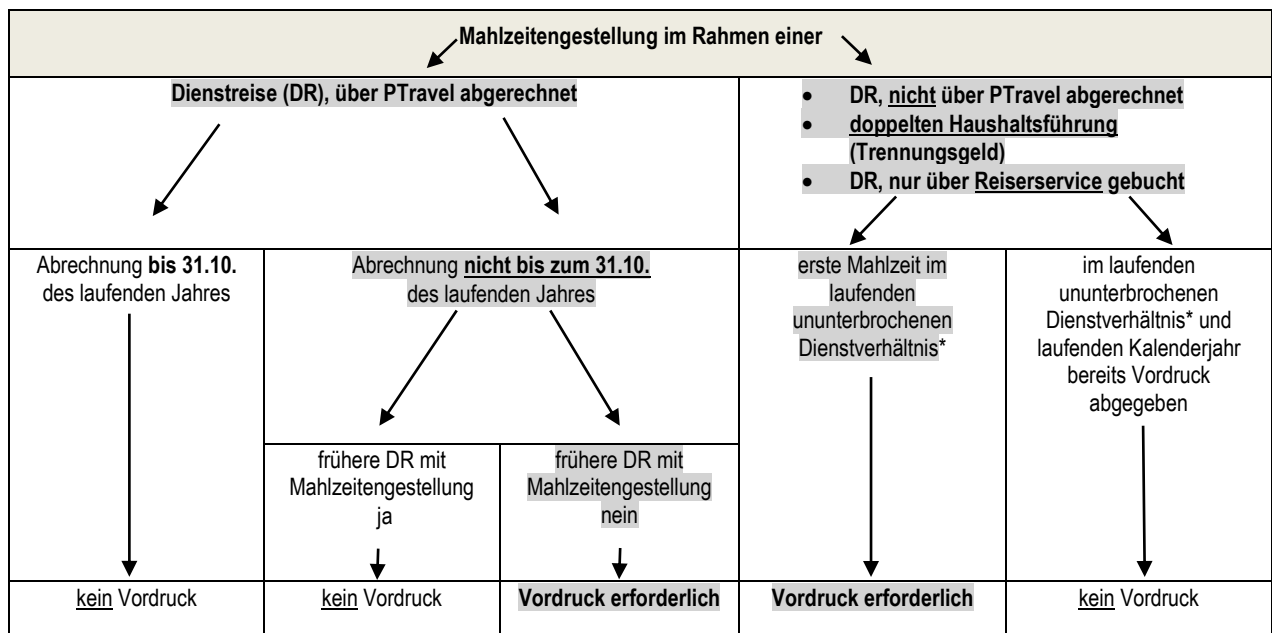 Mahlzeitengestellung im Rahmen einer
Dienstreise (DR), über PTravel abgerechnet
• DR, nicht über PTravel abgerechnet
• doppelten Haushaltsführung
(Trennungsgeld)
• DR, nur über Reiserservice gebucht
Abrechnung bis 31.10.
des laufenden Jahres
Abrechnung nicht bis zum 31.10.
des laufenden Jahres
erste Mahlzeit im
laufenden
ununterbrochenen
Dienstverhältnis*
im laufenden
ununterbrochenen
Dienstverhältnis* und
laufenden Kalenderjahr
bereits Vordruck
abgegeben
frühere DR mit
Mahlzeitengestellung
ja
frühere DR mit
Mahlzeitengestellung
nein
kein Vordruck
kein Vordruck
Vordruck erforderlich
Vordruck erforderlich
kein Vordruck